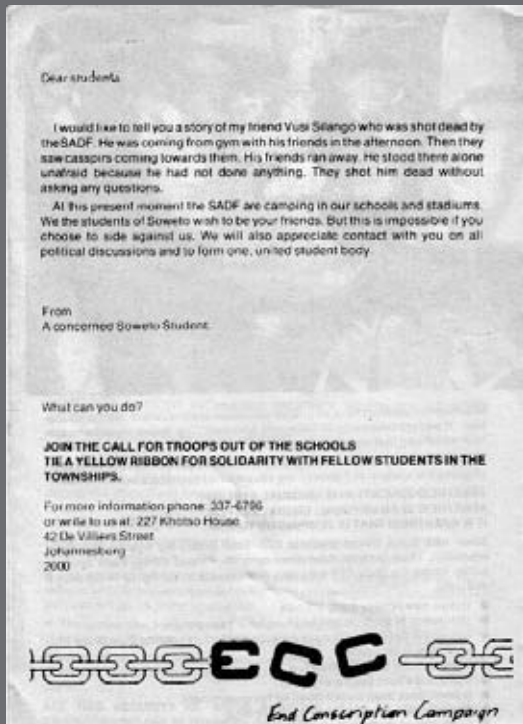 Dear students
I would like to tell you a story of my friend Vusi Silango who was shot dead by
the SADF. He was coming from gym with his friends in the afternoon. Then they
saw casspirs coming towards them. His friends ran away. He stood there alone
unafraid because he had not done anything. They shot him dead without
asking any questions.
At this present moment the SADF are camping in our schools and stadiums.
We the students of Soweto wish to be your friends. But this is impossible if you
choose to side against us. We will also appreciate contact with you on all
political discussions and to form one, united student body.
From
A concerned Soweto Student.
What can you do?
JOIN THE CALL FOR TROOPS OUT OF THE SCHOOLS
TIE A YELLOW RIBBON FOR SOLIDARITY WITH FELLOW STUDENTS IN THE
TOWNSHIPS.
For more information phone: 337-6796
or write to us at: 227 Khotso House
42 De Villiers Street
Johannesburg
2000
ECC
End Conscription Campaign